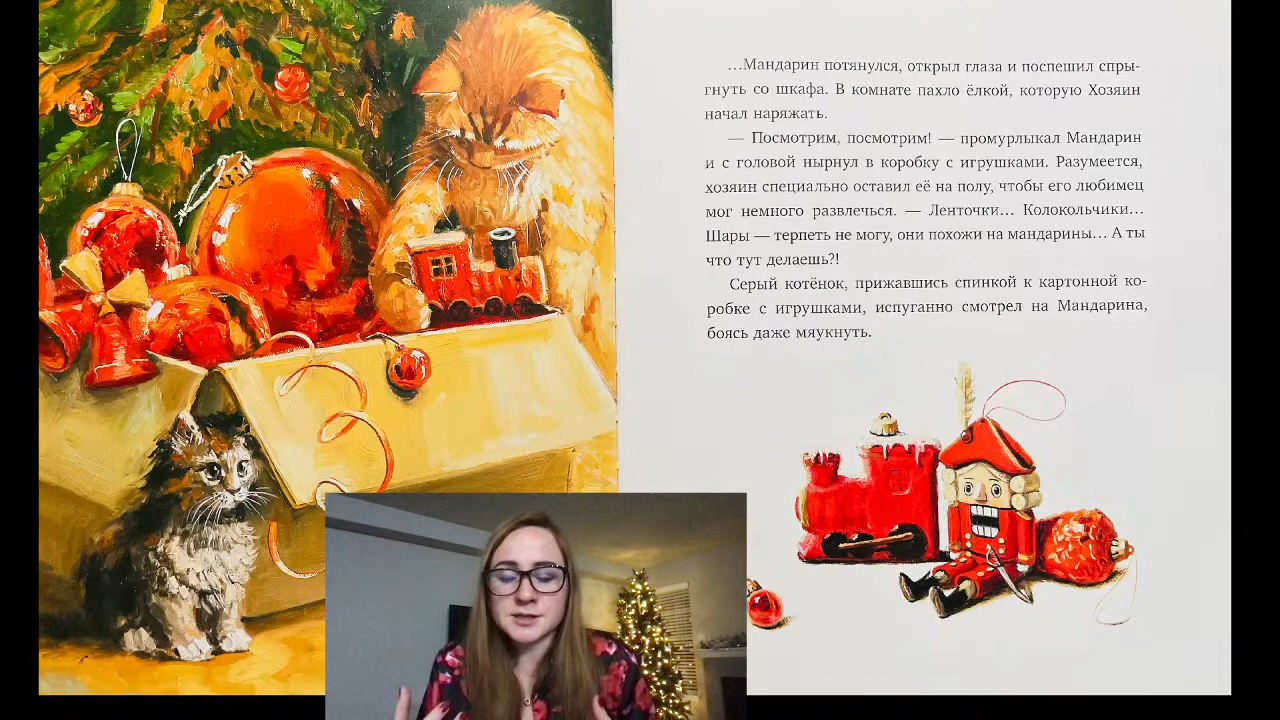 …Мандарин потянулся, открыл глаза и поспешил спры-
гнуть со шкафа. В комнате пахло ёлкой, которую Хозяин
начал наряжать.
— Посмотрим, посмотрим! — промурлыкал Мандарин
и с головой нырнул в коробку с игрушками. Разумеется,
хозяин специально оставил её на полу, чтобы его любимец
мог немного развлечься. — Ленточки… Колокольчики…
Шары — терпеть не могу, они похожи на мандарины… А ты
что тут делаешь?!
Серый котёнок, прижавшись спинкой к картонной ко-
робке с игрушками, испуганно смотрел на Мандарина,
боясь даже мяукнуть.